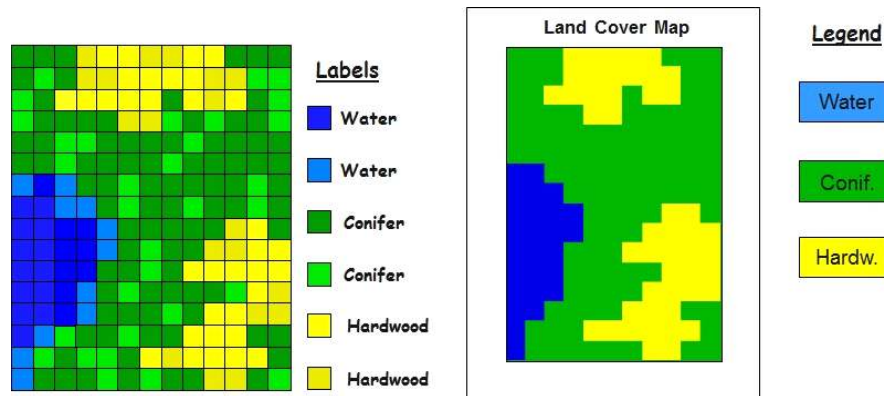 Labels
Water
Water
Conifer
Conifer
Hardwood
Hardwood
Land Cover Map
Legend
Water
Conif.
Hardw.